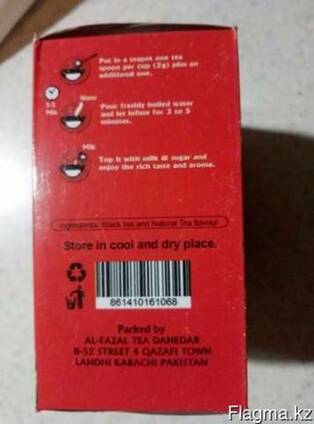 Put in a teapot one tea
spoon per cup (2g) plus an
additional one.
Water
3-5
Min
Pour freshly boiled water
and let infuse for 3 to 5
minutes.
Milk
Top it with milk & sugar and
enjoy the rich taste and aroma.
Ingredients: Black tea and Natural Tea flavour
Store in cool and dry place.
861410161068
Packed by
AL-FAZAL TEA DANEDAR
B-52 STREET 4 QAZAFI TOWN
LANDHI KARACHI PAKISTAN
Flagma.kz